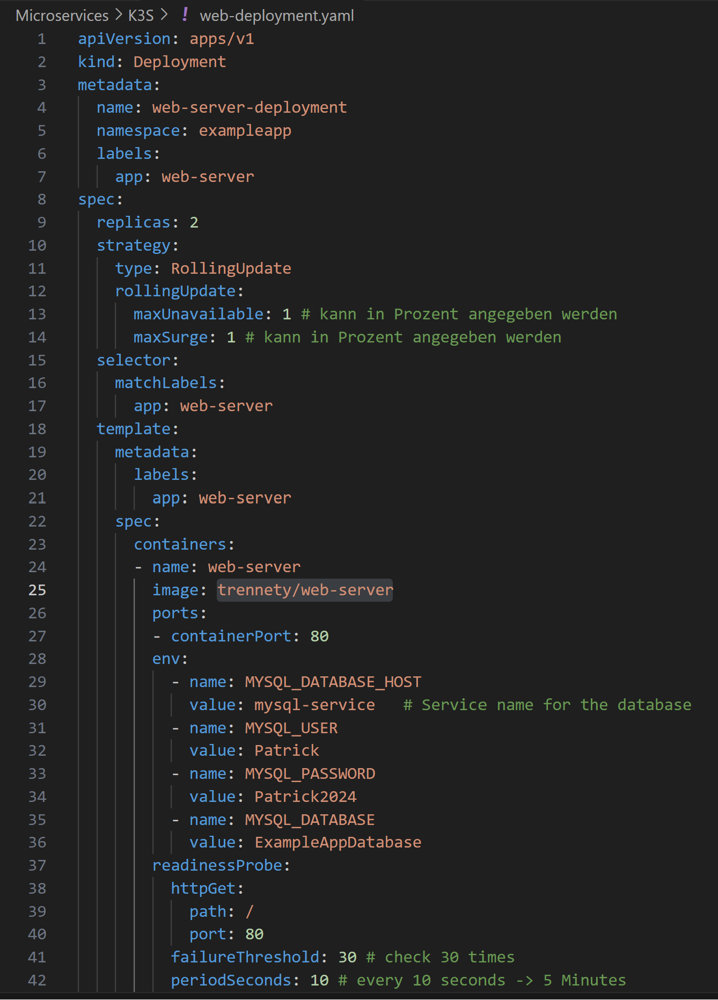 Microservices > K3S > ! web-deployment.yaml
1 apiVersion: apps/v1
2 kind: Deployment
3 metadata:
4   name: web-server-deployment
5   namespace: exampleapp
6   labels:
7     app: web-server
8 spec:
9   replicas: 2
10   strategy:
11     type: RollingUpdate
12     rollingUpdate:
13       maxUnavailable: 1 # kann in Prozent angegeben werden
14       maxSurge: 1 # kann in Prozent angegeben werden
15   selector:
16     matchLabels:
17       app: web-server
18   template:
19     metadata:
20       labels:
21         app: web-server
22     spec:
23       containers:
24       - name: web-server
25         image: trennety/web-server
26         ports:
27         - containerPort: 80
28         env:
29           - name: MYSQL_DATABASE_HOST
30             value: mysql-service   # Service name for the database
31           - name: MYSQL_USER
32             value: Patrick
33           - name: MYSQL_PASSWORD
34             value: Patrick2024
35           - name: MYSQL_DATABASE
36             value: ExampleAppDatabase
37         readinessProbe:
38           httpGet:
39             path: /
40             port: 80
41           failureThreshold: 30 # check 30 times
42           periodSeconds: 10 # every 10 seconds -> 5 Minutes